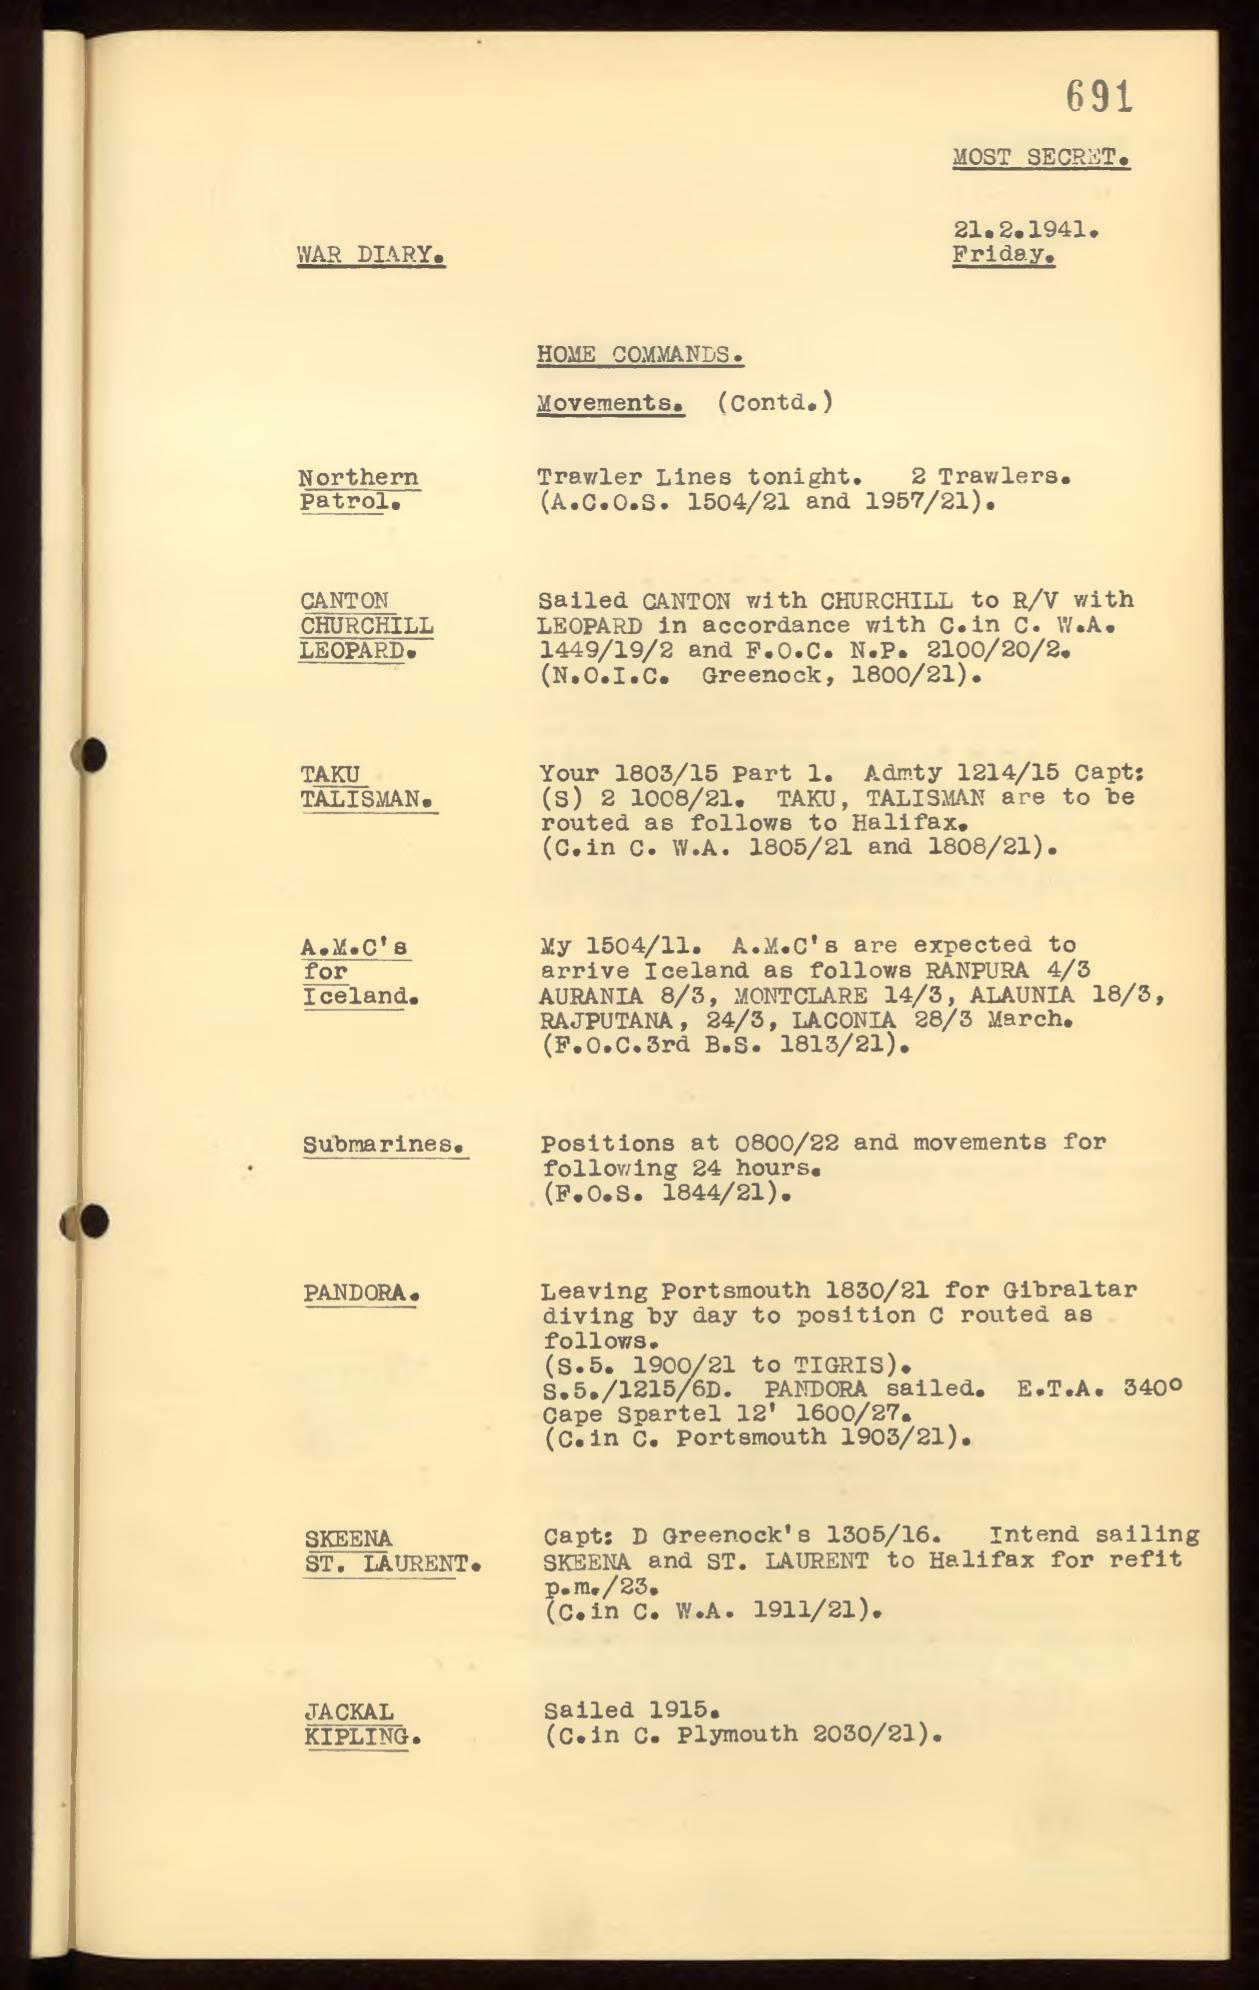 691
MOST SECRET.
21.2.1941.
WAR DIARY. Friday.
HOME COMMANDS.
Movements. (Contd.)
Northern Trawler Lines tonight. 2 Trawlers.
Patrol. (A.C.O.S. 1504/21 and 1957/21).
CANTON Sailed CANTON with CHURCHILL to R/V with
CHURCHILL LEOPARD in accordance with C.in C. W.A.
LEOPARD. 1449/19/2 and F.O.C. N.P. 2100/20/2.
(N.O.I.C. Greenock, 1800/21).
TAKU Your 1803/15 Part 1. Admty 1214/15 Capt:
TALISMAN. (S) 2 1008/21. TAKU, TALISMAN are to be
routed as follows to Halifax.
(C.in C. W.A. 1805/21 and 1808/21).
A.M.C's My 1504/11. A.M.C's are expected to
for arrive Iceland as follows RANPURA 4/3
Iceland. AURANIA 8/3, MONTCLARE 14/3, ALAUNIA 18/3,
RAJPUTANA, 24/3, LACONIA 28/3 March.
(F.O.C.3rd B.S. 1813/21).
Submarines. Positions at 0800/22 and movements for
following 24 hours.
(F.O.S. 1844/21).
PANDORA. Leaving Portsmouth 1830/21 for Gibraltar
diving by day to position C routed as
follows.
(S.5. 1900/21 to TIGRIS).
S.5./1215/6D. PANDORA sailed. E.T.A. 340°
Cape Spartel 12' 1600/27.
(C.in C. Portsmouth 1903/21).
SKEENA Capt: D Greenock's 1305/16. Intend sailing
ST. LAURENT. SKEENA and ST. LAURENT to Halifax for refit
p.m./23.
(C.in C. W.A. 1911/21).
JACKAL Sailed 1915.
KIPLING. (C.in C. Plymouth 2030/21).